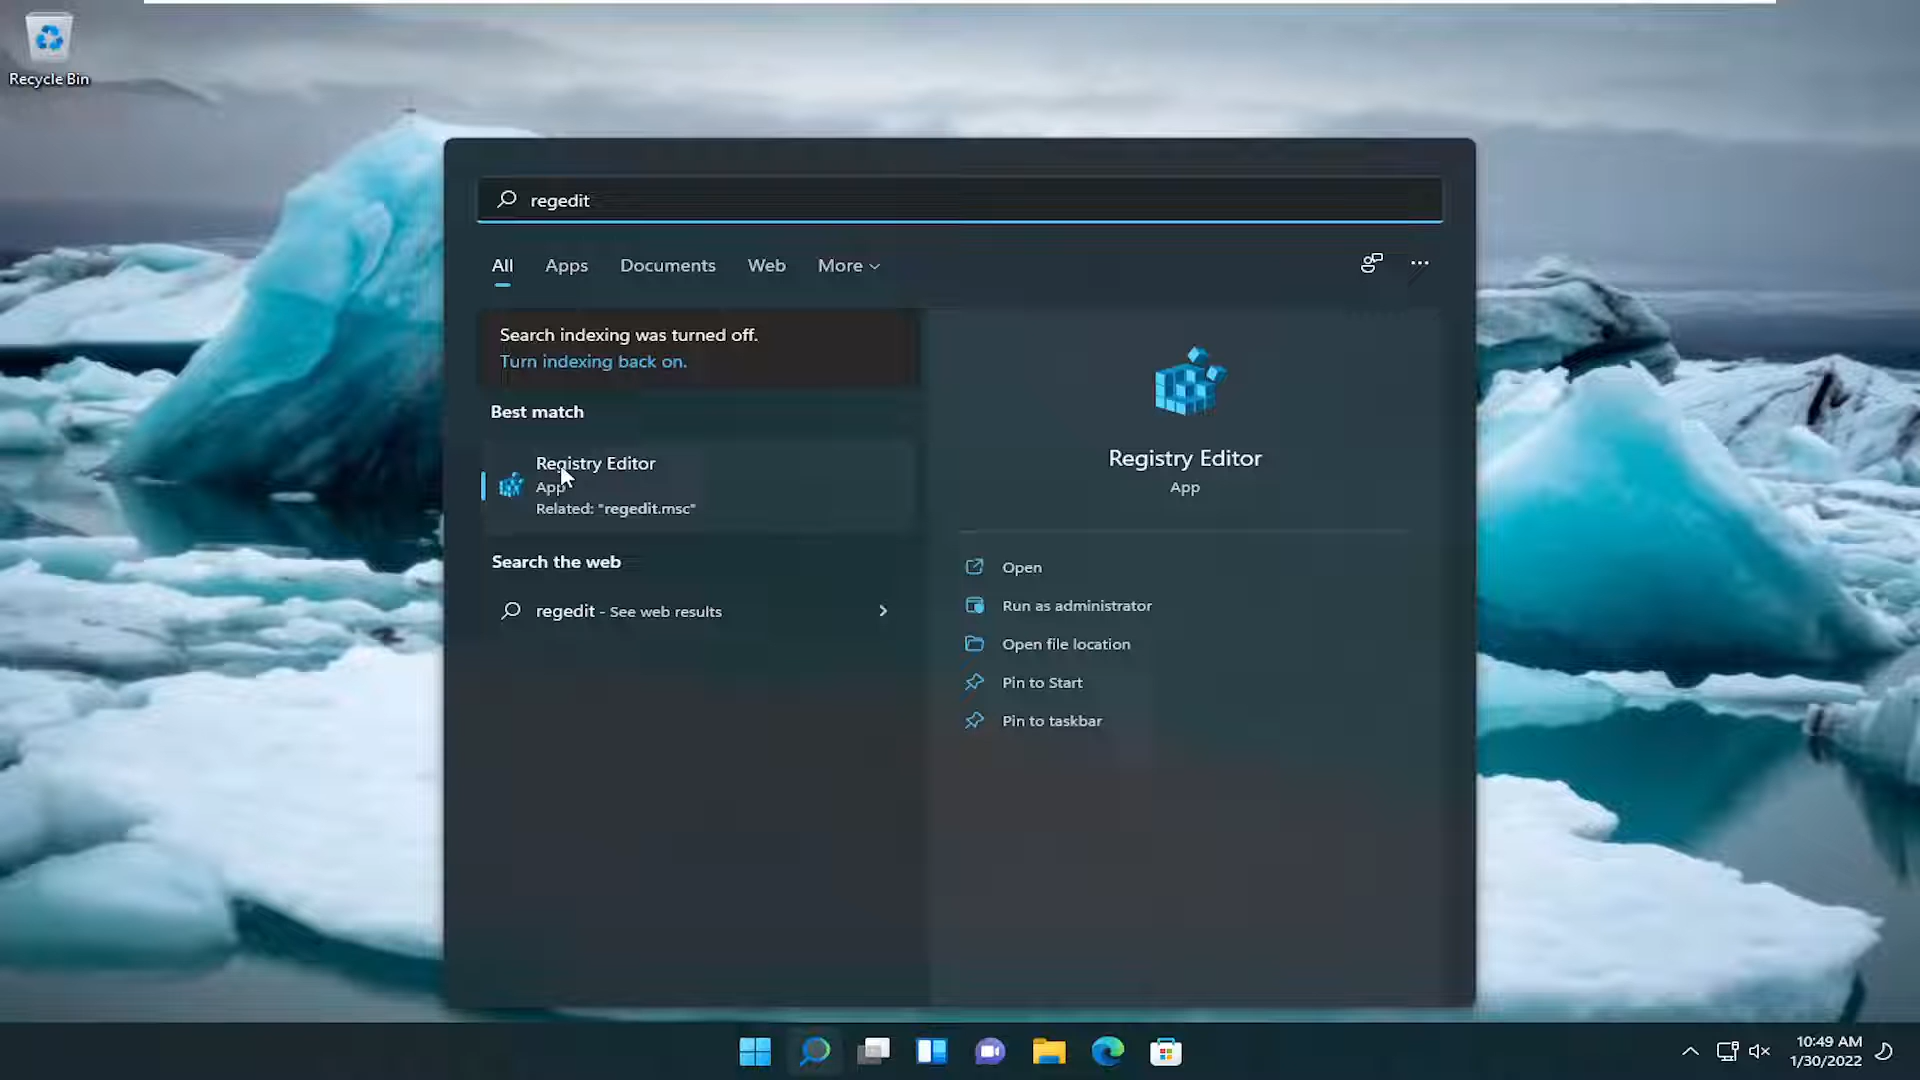 Recycle Bin
regedit
All Apps Documents Web More
Search indexing was turned off.
Turn indexing back on.
Best match
Registry Editor
App
Related: "regedit.msc"
Search the web
regedit - See web results
Registry Editor
App
Open
Run as administrator
Open file location
Pin to Start
Pin to taskbar
10:49 AM
1/30/2022